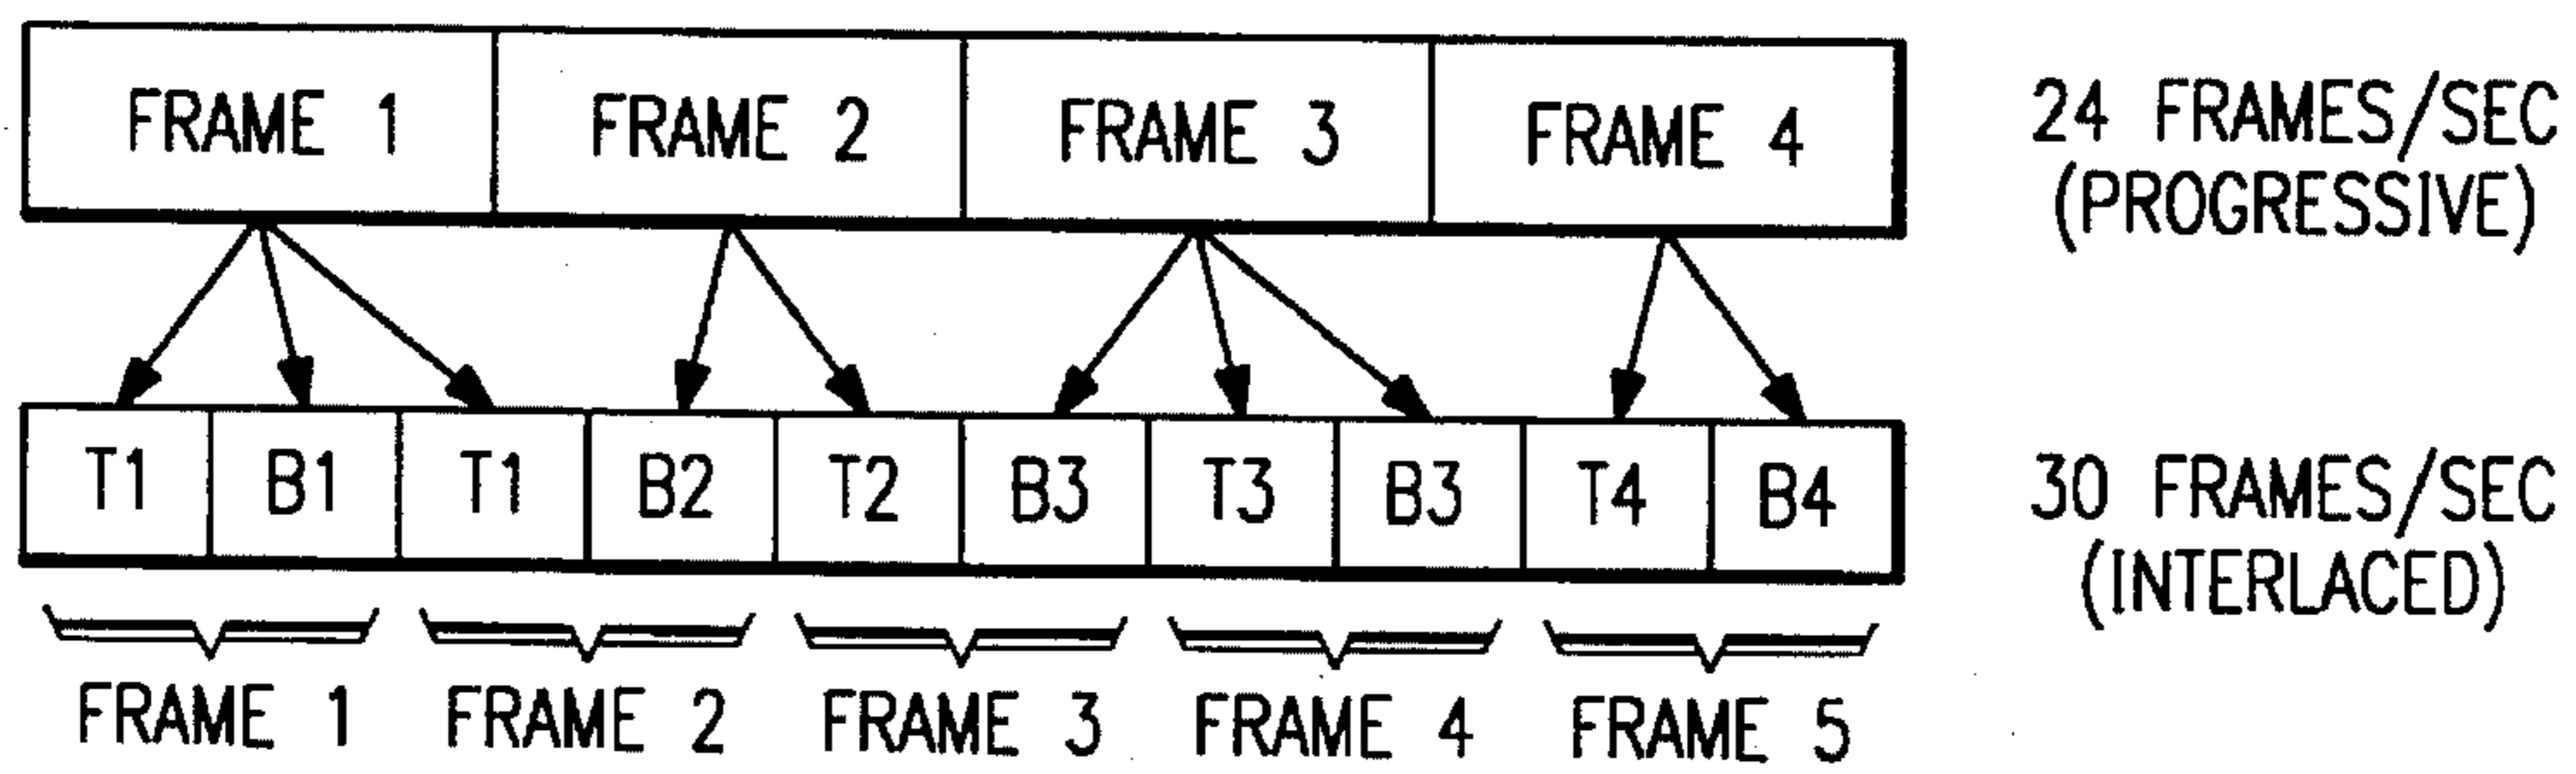 FRAME 1 FRAME 2 FRAME 3 FRAME 4
24 FRAMES/SEC
(PROGRESSIVE)
T1 B1 T1 B2 T2 B3 T3 B3 T4 B4
30 FRAMES/SEC
(INTERLACED)
FRAME 1 FRAME 2 FRAME 3 FRAME 4 FRAME 5